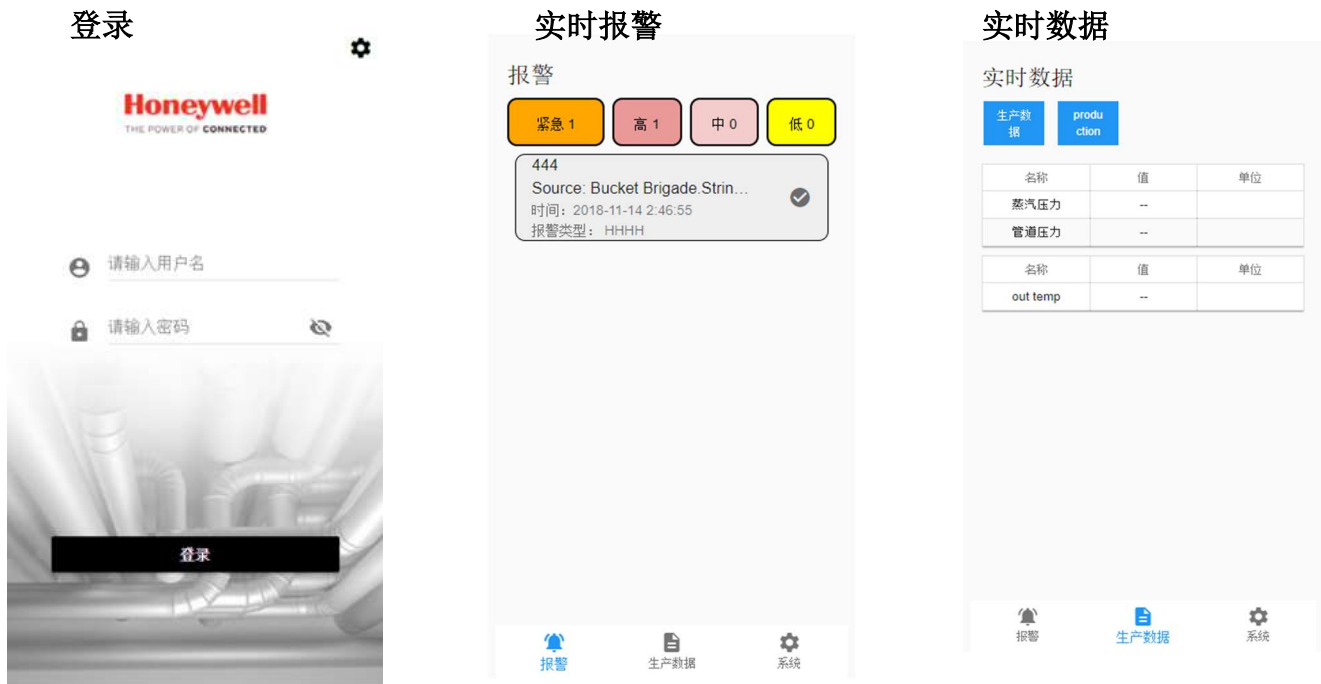 登录
Honeywell
THE POWER OF CONNECTED
请输入用户名
请输入密码
登录
实时报警
报警
紧急 1
高 1
中 0
低 0
444
Source: Bucket Brigade.Strin...
时间：2018-11-14 2:46:55
报警类型： HHHH
报警
生产数据
系统
实时数据
实时数据
生产数
据
produ
ction
名称 值 单位
蒸汽压力 --
管道压力 --
名称 值 单位
out temp --
报警
生产数据
系统